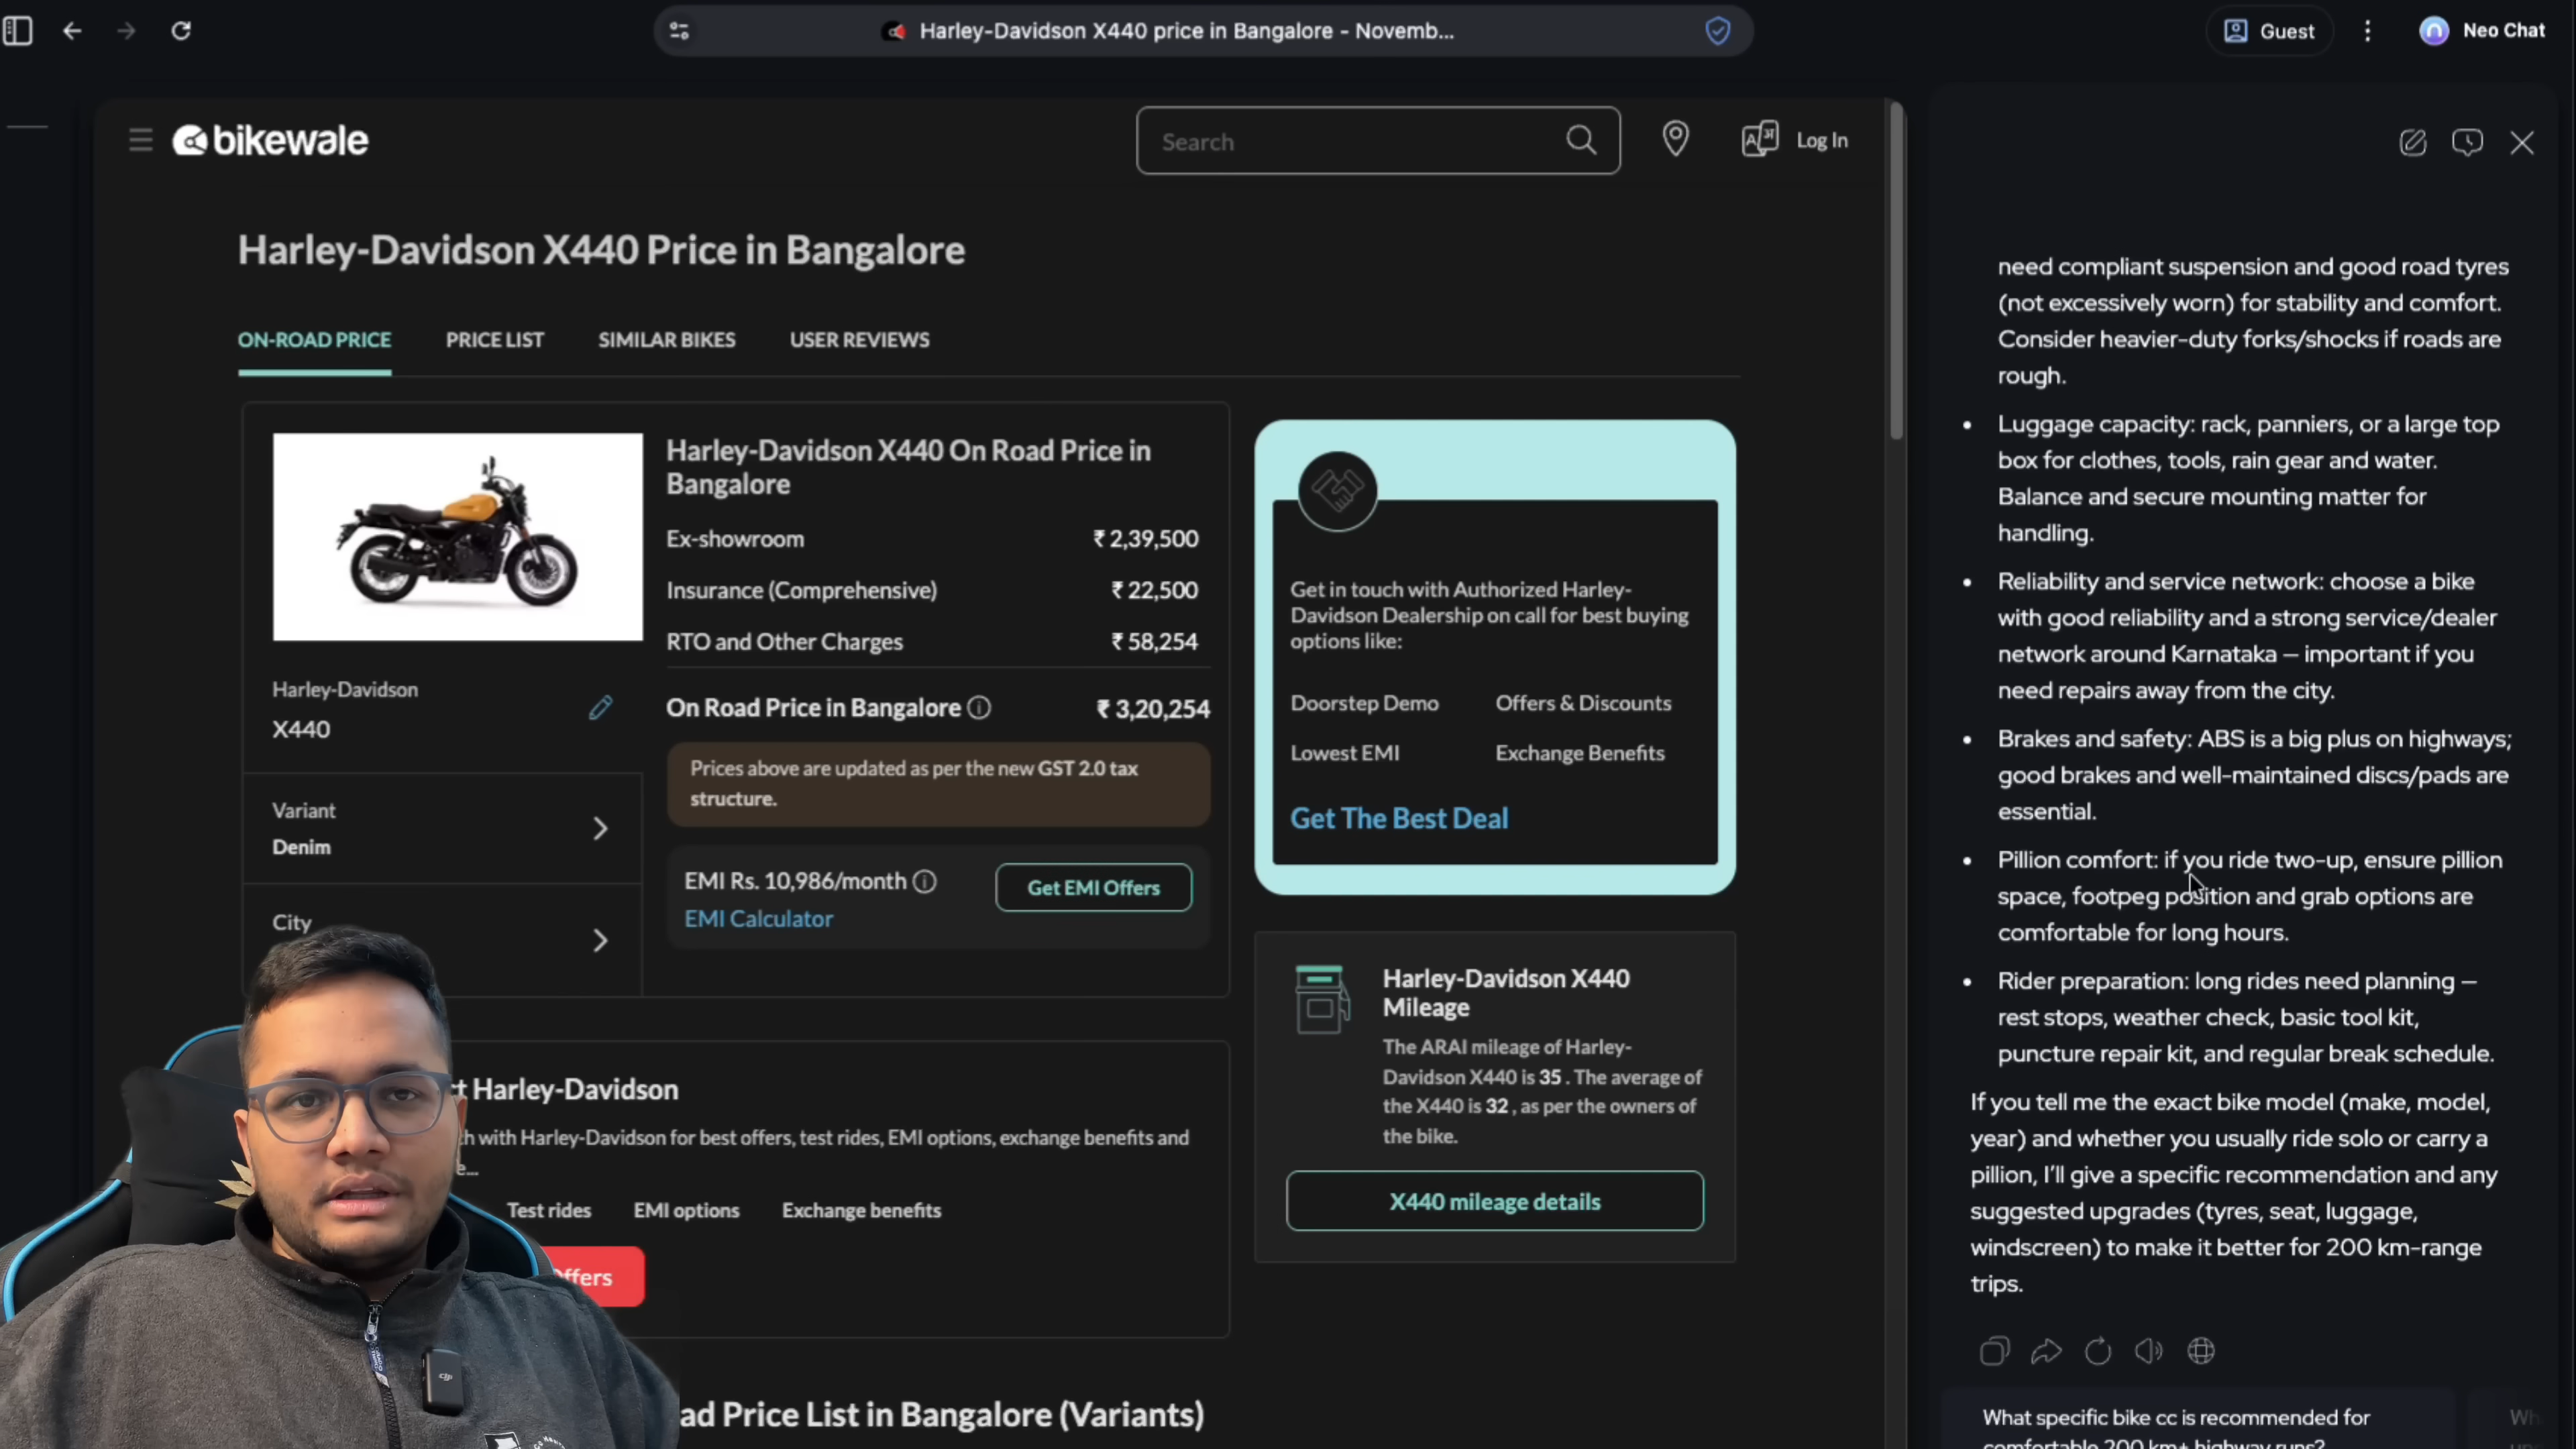 Harley-Davidson X440 price in Bangalore - Novemb...
Guest
Neo Chat
bikewale
Search
Log In
Harley-Davidson X440 Price in Bangalore
ON-ROAD PRICE
PRICE LIST
SIMILAR BIKES
USER REVIEWS
Harley-Davidson
X440
Variant
Denim
City
Harley-Davidson X440 On Road Price in
Bangalore
Ex-showroom ₹ 2,39,500
Insurance (Comprehensive) ₹ 22,500
RTO and Other Charges ₹ 58,254
On Road Price in Bangalore ₹ 3,20,254
Prices above are updated as per the new GST 2.0 tax
structure.
EMI Rs. 10,986/month
EMI Calculator
Get EMI Offers
Get in touch with Authorized Harley-
Davidson Dealership on call for best buying
options like:
Doorstep Demo Offers & Discounts
Lowest EMI Exchange Benefits
Get The Best Deal
Harley-Davidson X440
Mileage
The ARAI mileage of Harley-
Davidson X440 is 35 . The average of
the X440 is 32 , as per the owners of
the bike.
X440 mileage details
Harley-Davidson
with Harley-Davidson for best offers, test rides, EMI options, exchange benefits and
Test rides EMI options Exchange benefits
Price List in Bangalore (Variants)
need compliant suspension and good road tyres
(not excessively worn) for stability and comfort.
Consider heavier-duty forks/shocks if roads are
rough.
• Luggage capacity: rack, panniers, or a large top
box for clothes, tools, rain gear and water.
Balance and secure mounting matter for
handling.
• Reliability and service network: choose a bike
with good reliability and a strong service/dealer
network around Karnataka — important if you
need repairs away from the city.
• Brakes and safety: ABS is a big plus on highways;
good brakes and well-maintained discs/pads are
essential.
• Pillion comfort: if you ride two-up, ensure pillion
space, footpeg position and grab options are
comfortable for long hours.
• Rider preparation: long rides need planning —
rest stops, weather check, basic tool kit,
puncture repair kit, and regular break schedule.
If you tell me the exact bike model (make, model,
year) and whether you usually ride solo or carry a
pillion, I'll give a specific recommendation and any
suggested upgrades (tyres, seat, luggage,
windscreen) to make it better for 200 km-range
trips.
What specific bike cc is recommended for
comfortable 200 km+ highway runs?